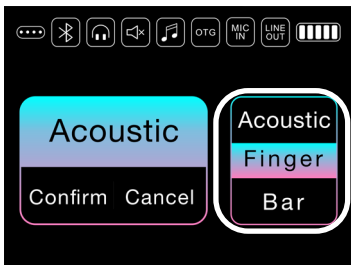 OTG MIC IN LINE OUT
Acoustic
Confirm Cancel
Acoustic
Finger
Bar